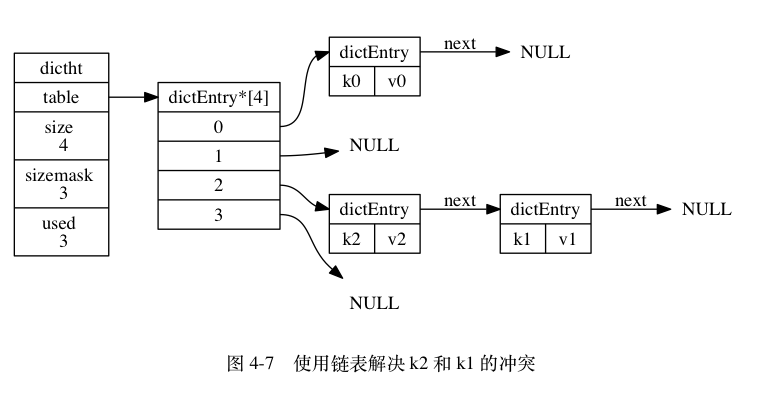 dictht
table
size
4
sizemask
3
used
3
dictEntry*[4]
0
1
2
3
dictEntry
k0
v0
next
NULL
NULL
dictEntry
k2
v2
next
dictEntry
k1
v1
next
NULL
NULL
图 4-7 使用链表解决 k2 和 k1 的冲突